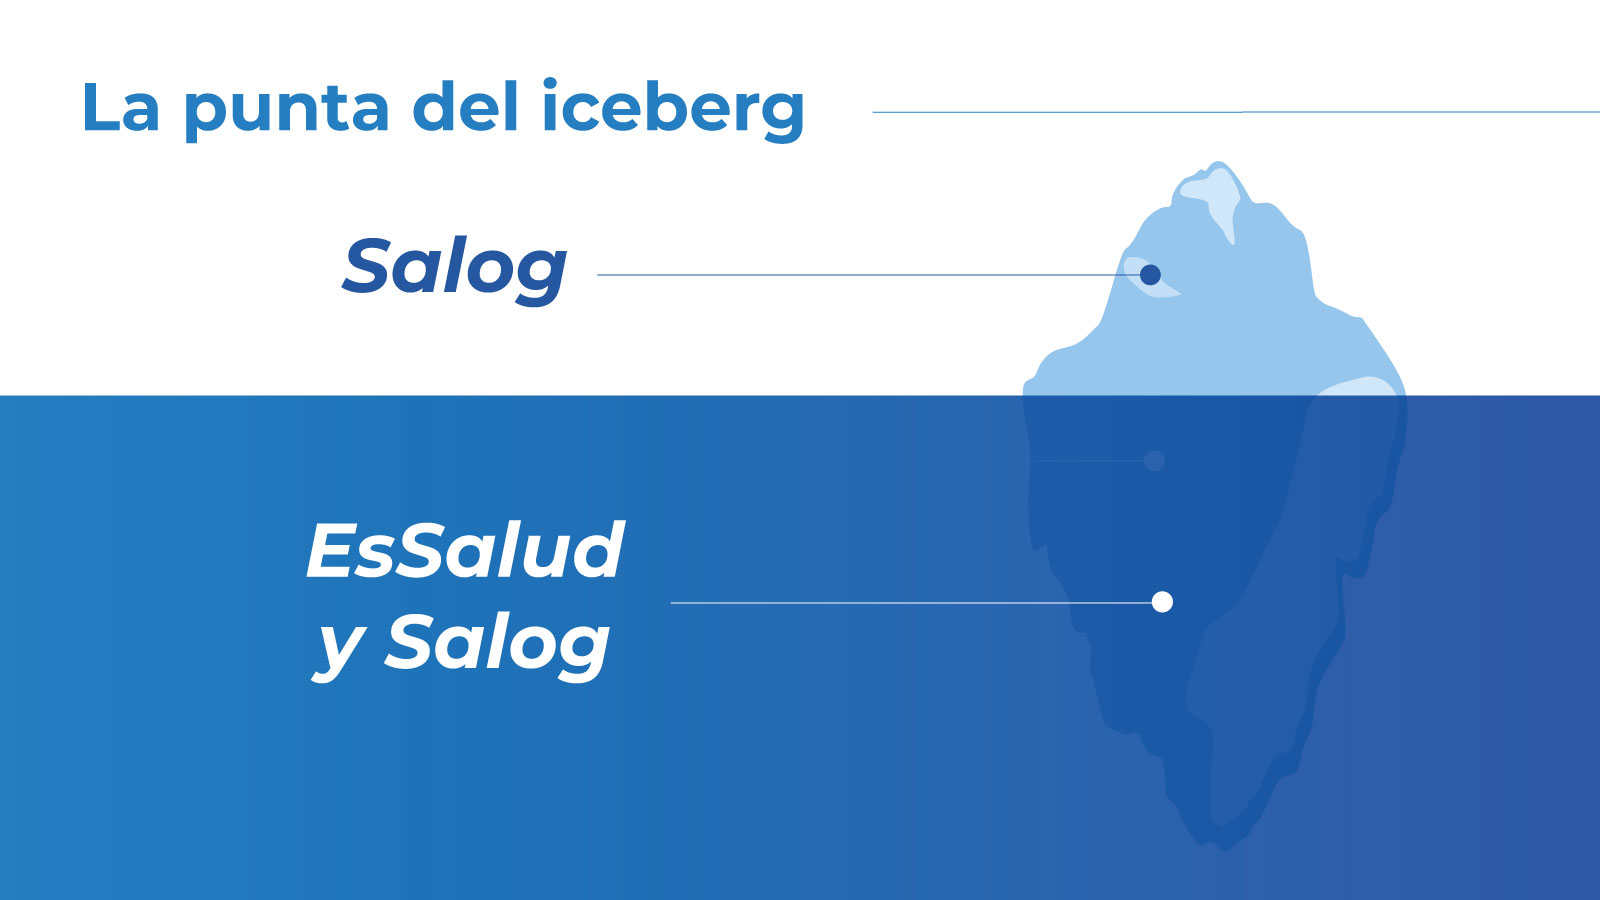 La punta del iceberg
Salog
EsSalud
y Salog